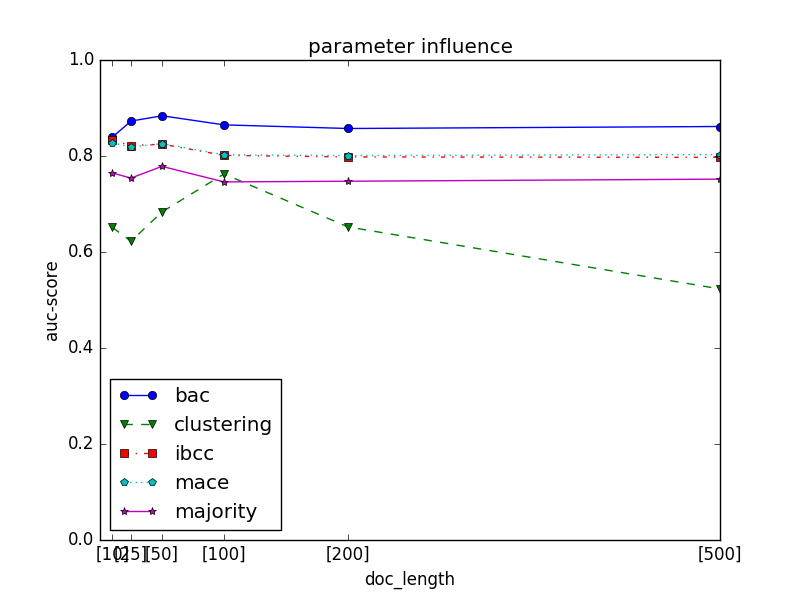 parameter influence
1.0
0.8
0.6
0.4
0.2
0.0
auc-score
bac
clustering
ibcc
mace
majority
[10] [25] [50] [100] [200] [500]
doc_length